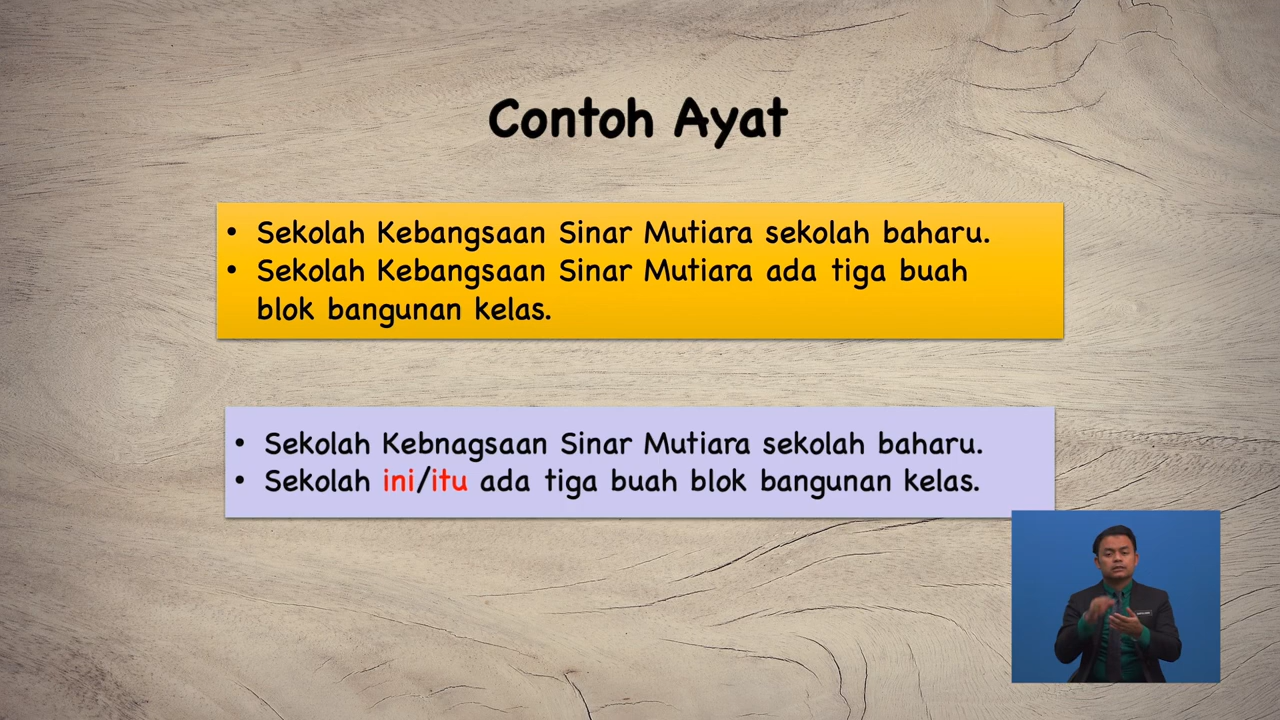 Contoh Ayat
• Sekolah Kebangsaan Sinar Mutiara sekolah baharu.
• Sekolah Kebangsaan Sinar Mutiara ada tiga buah
blok bangunan kelas.
• Sekolah Kebnagsaan Sinar Mutiara sekolah baharu.
• Sekolah ini/itu ada tiga buah blok bangunan kelas.